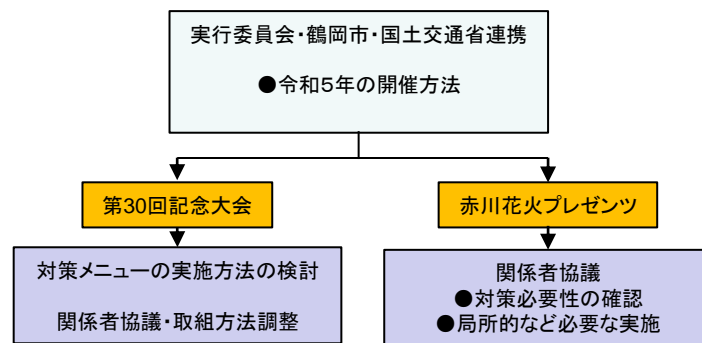 実行委員会・鶴岡市・国土交通省連携
●令和5年の開催方法
第30回記念大会
赤川花火プレゼンツ
対策メニューの実施方法の検討
関係者協議・取組方法調整
関係者協議
●対策必要性の確認
●局所的など必要な実施